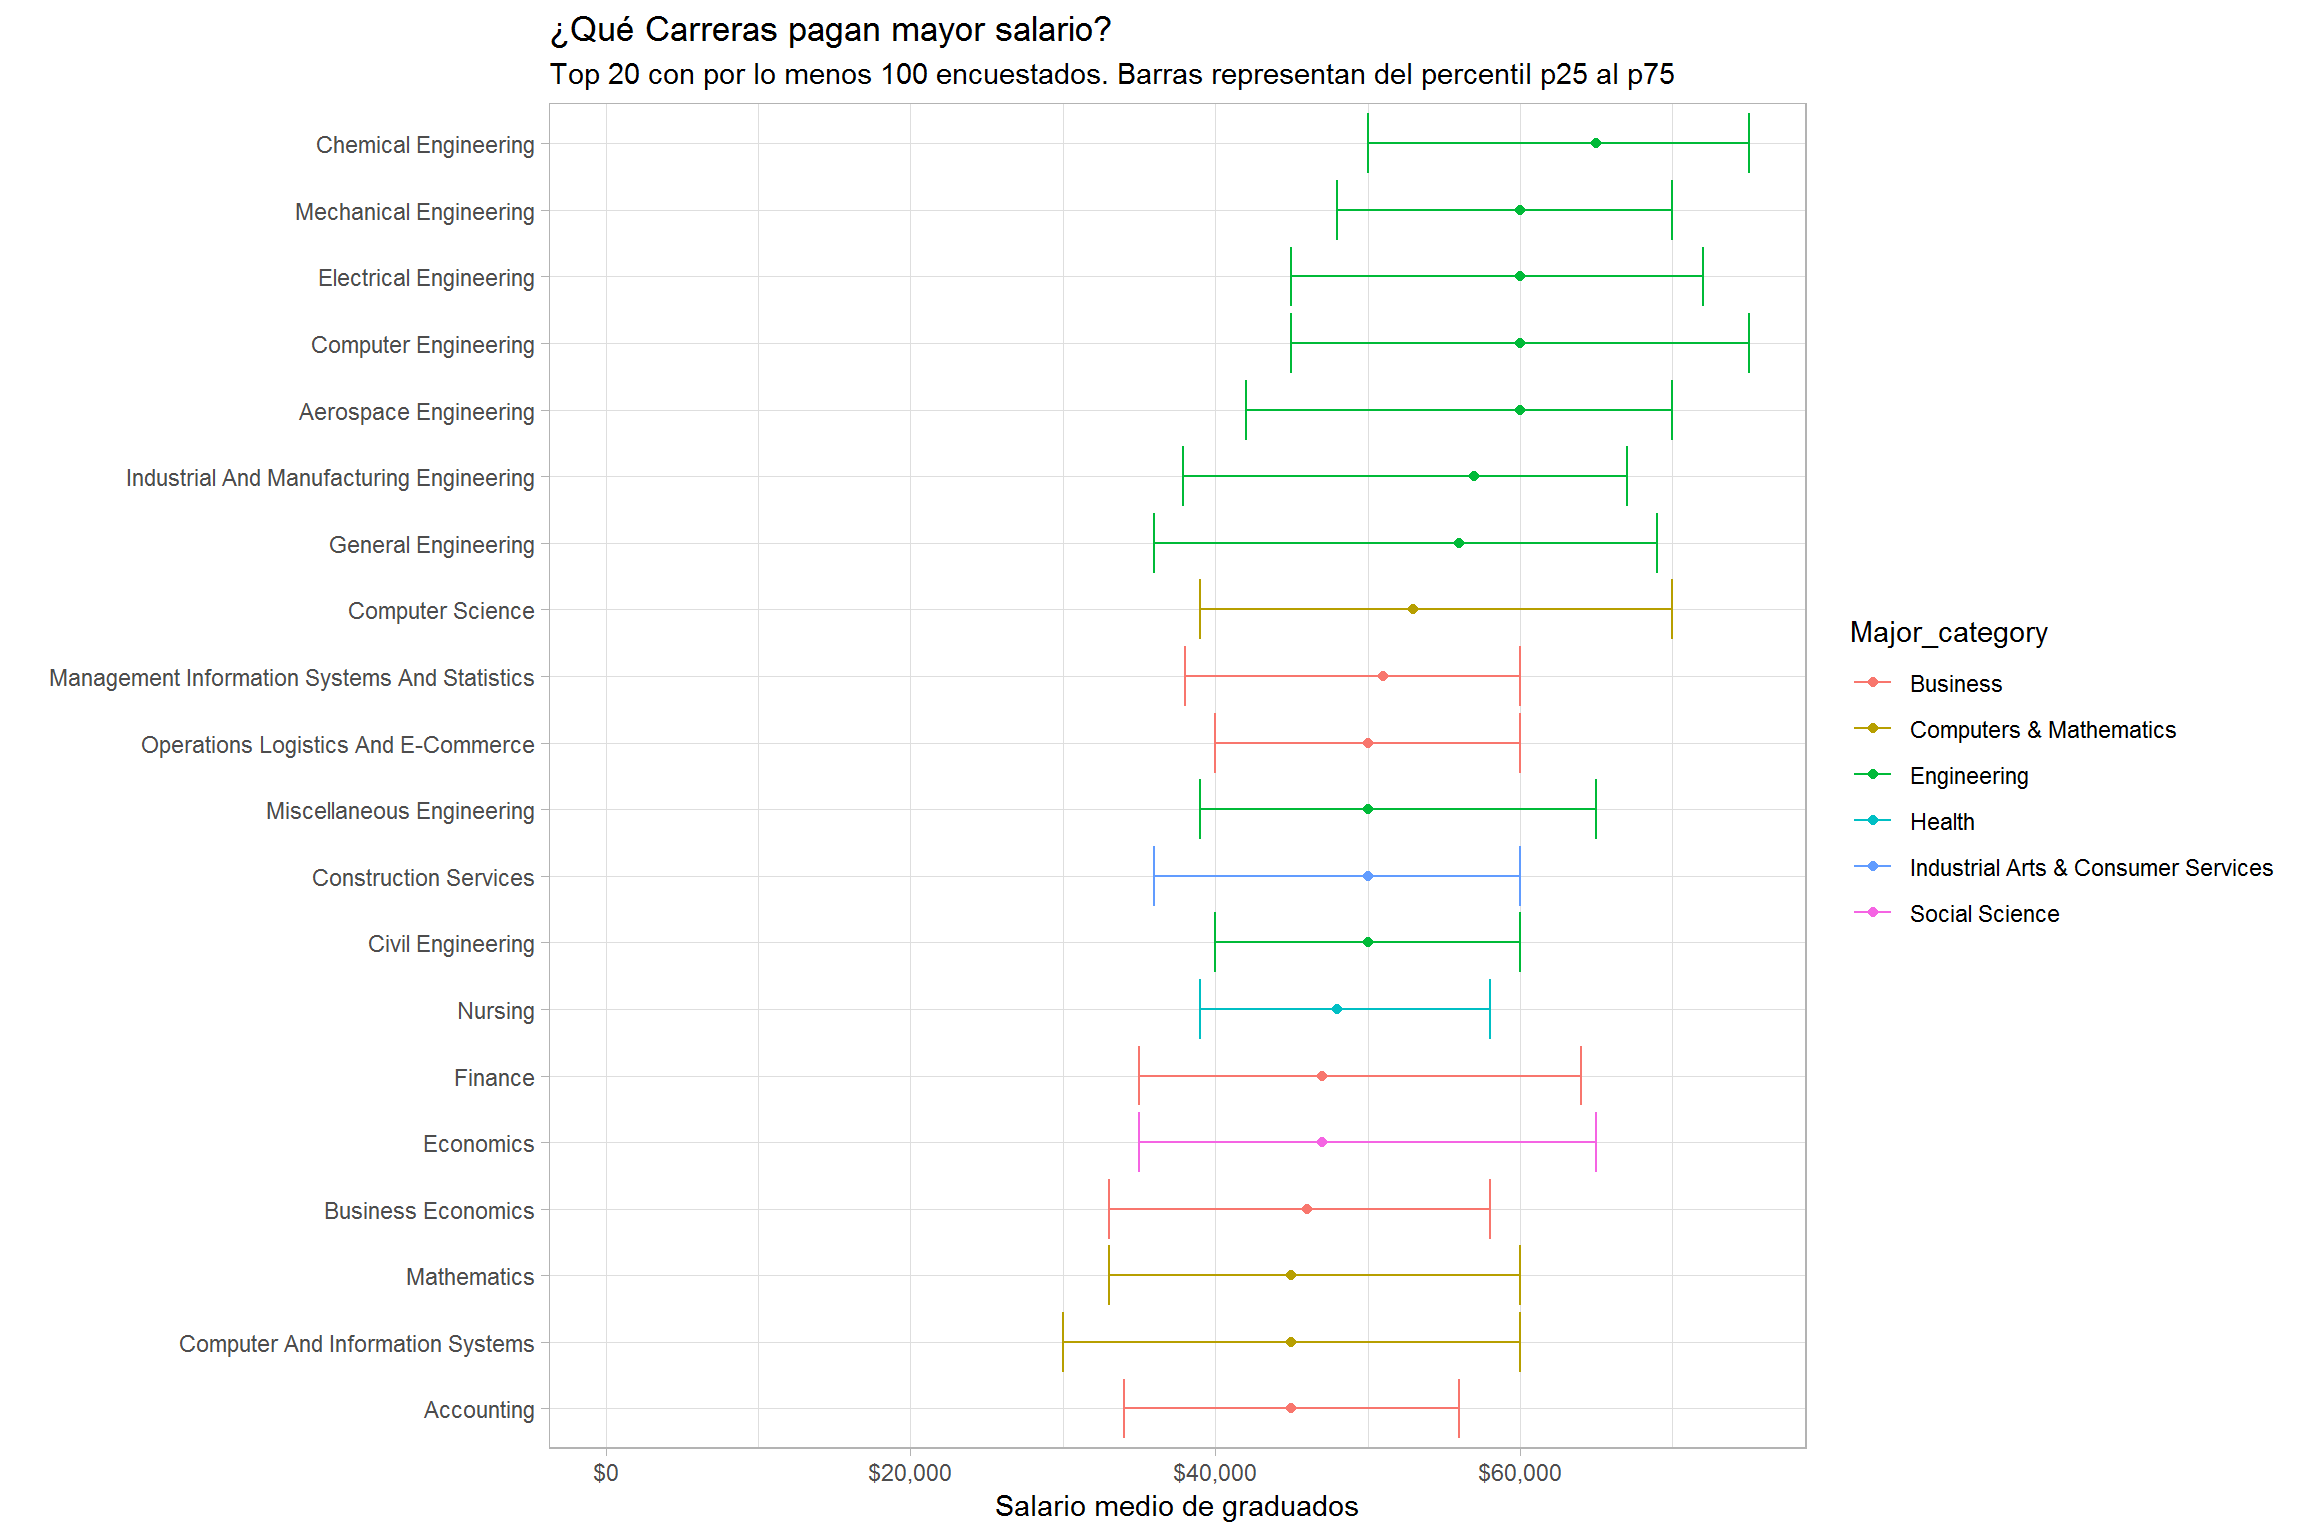 ¿Qué Carreras pagan mayor salario?
Top 20 con por lo menos 100 encuestados. Barras representan del percentil p25 al p75
Chemical Engineering
Mechanical Engineering
Electrical Engineering
Computer Engineering
Aerospace Engineering
Industrial And Manufacturing Engineering
General Engineering
Computer Science
Management Information Systems And Statistics
Operations Logistics And E-Commerce
Miscellaneous Engineering
Construction Services
Civil Engineering
Nursing
Finance
Economics
Business Economics
Mathematics
Computer And Information Systems
Accounting
$0
$20,000
$40,000
$60,000
Salario medio de graduados
Major_category
Business
Computers & Mathematics
Engineering
Health
Industrial Arts & Consumer Services
Social Science